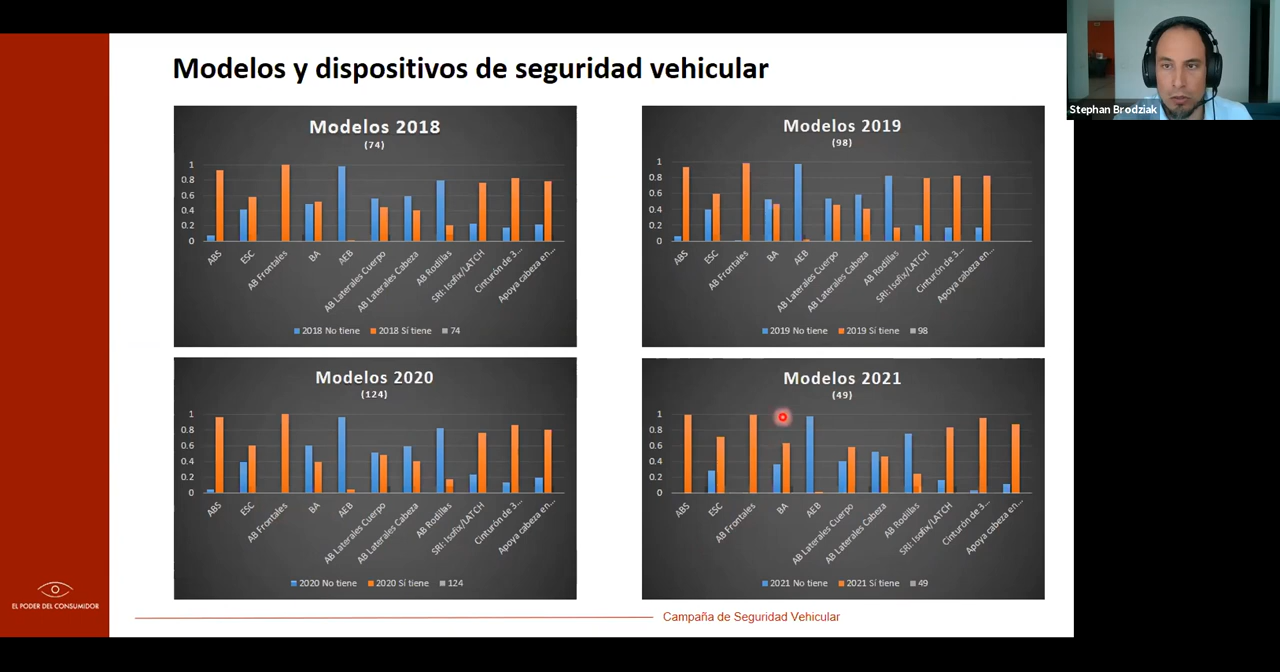 Modelos y dispositivos de seguridad vehicular
Stephan Brodziak
Modelos 2018
(74)
1
0.8
0.6
0.4
0.2
0
ABS
ESC
AB Frontales
BA
AEB
AB Laterales Cuerpo
AB Laterales Cabeza
AB Rodillas
SRI: Isofix/LATCH
Cinturón de 3...
Apoya cabeza en...
2018 No tiene
2018 Sí tiene
74
Modelos 2019
(98)
1
0.8
0.6
0.4
0.2
0
ABS
ESC
AB Frontales
BA
AEB
AB Laterales Cuerpo
AB Laterales Cabeza
AB Rodillas
SRI: Isofix/LATCH
Cinturón de 3...
Apoya cabeza en...
2019 No tiene
2019 Sí tiene
98
Modelos 2020
(124)
1
0.8
0.6
0.4
0.2
0
ABS
ESC
AB Frontales
BA
AEB
AB Laterales Cuerpo
AB Laterales Cabeza
AB Rodillas
SRI: Isofix/LATCH
Cinturón de 3...
Apoya cabeza en...
2020 No tiene
2020 Sí tiene
124
Modelos 2021
(49)
1
0.8
0.6
0.4
0.2
0
ABS
ESC
AB Frontales
BA
AEB
AB Laterales Cuerpo
AB Laterales Cabeza
AB Rodillas
SRI: Isofix/LATCH
Cinturón de 3...
Apoya cabeza en...
2021 No tiene
2021 Sí tiene
49
EL PODER DEL CONSUMIDOR
Campaña de Seguridad Vehicular